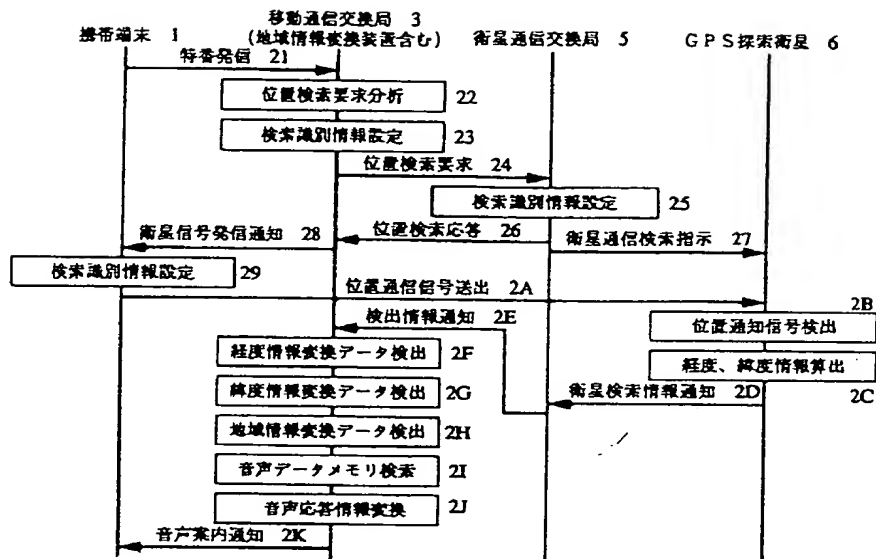 携帯端末 1
移動通信交換局 3
(地域情報変換装置含む)
衛星通信交換局 5
GPS探索衛星 6
特番発信 21
位置検索要求分析 22
検索識別情報設定 23
位置検索要求 24
検索識別情報設定 25
衛星信号発信通知 28
位置検索応答 26
衛星通信検索指示 27
検索識別情報設定 29
位置通信信号送出 2A
検出情報通知 2E
2B
位置通知信号検出
経度情報変換データ検出 2F
経度、緯度情報算出
緯度情報変換データ検出 2G
衛星検索情報通知 2D
2C
地域情報変換データ検出 2H
音声データメモリ検索 2I
音声応答情報変換 2J
音声案内通知 2K